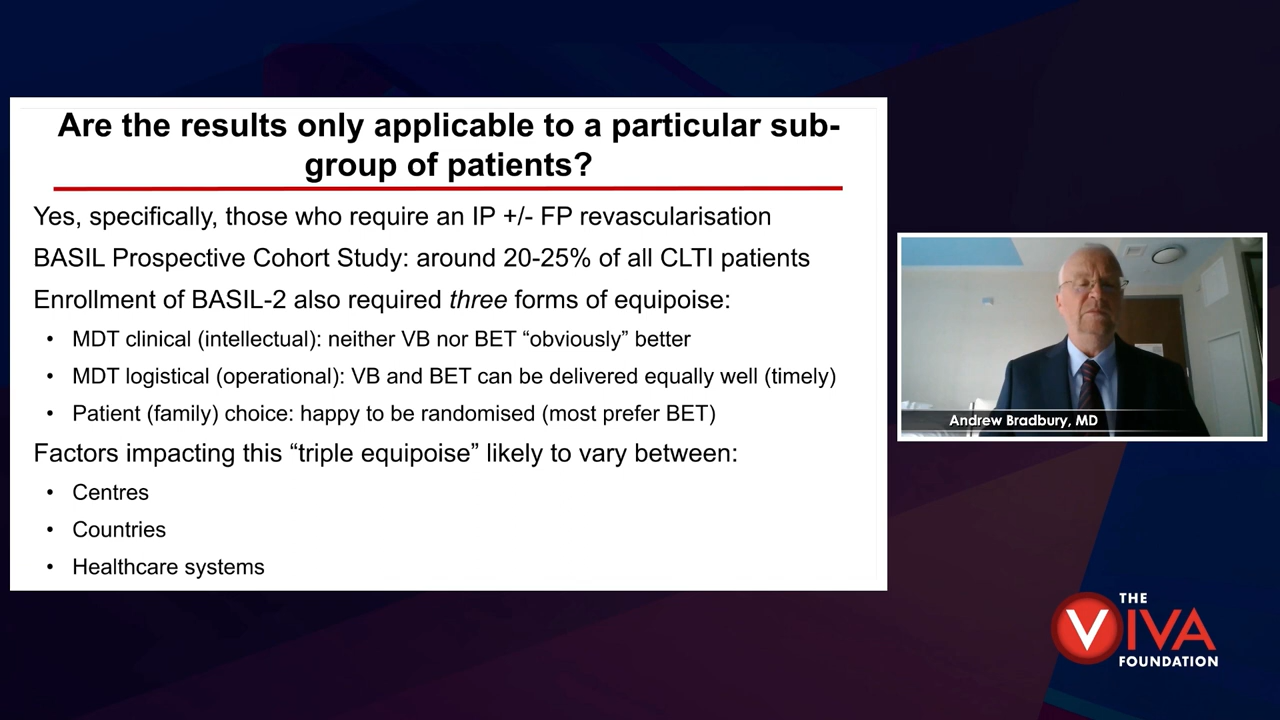 Are the results only applicable to a particular sub-
group of patients?
Yes, specifically, those who require an IP +/- FP revascularisation
BASIL Prospective Cohort Study: around 20-25% of all CLTI patients
Enrollment of BASIL-2 also required three forms of equipoise:
• MDT clinical (intellectual): neither VB nor BET “obviously” better
• MDT logistical (operational): VB and BET can be delivered equally well (timely)
• Patient (family) choice: happy to be randomised (most prefer BET)
Factors impacting this “triple equipoise” likely to vary between:
• Centres
• Countries
• Healthcare systems
Andrew Bradbury, MD
THE
VIVA
FOUNDATION